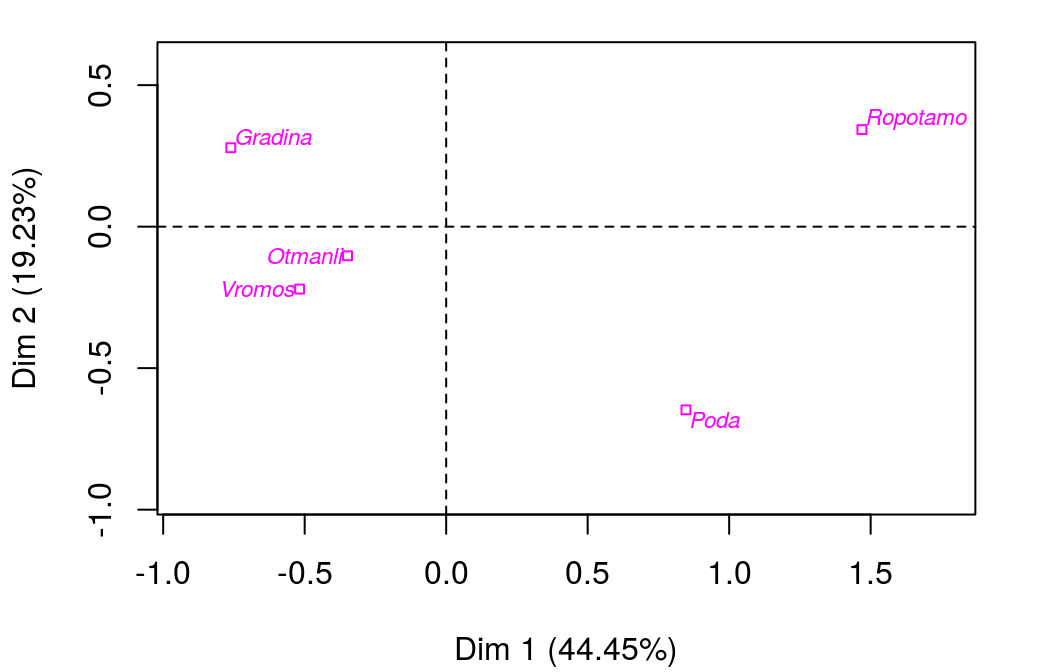 0.5
0.0
-0.5
-1.0
Dim 2 (19.23%)
Gradina
Ropotamo
Otmanli
Vromos
Poda
-1.0 -0.5 0.0 0.5 1.0 1.5
Dim 1 (44.45%)